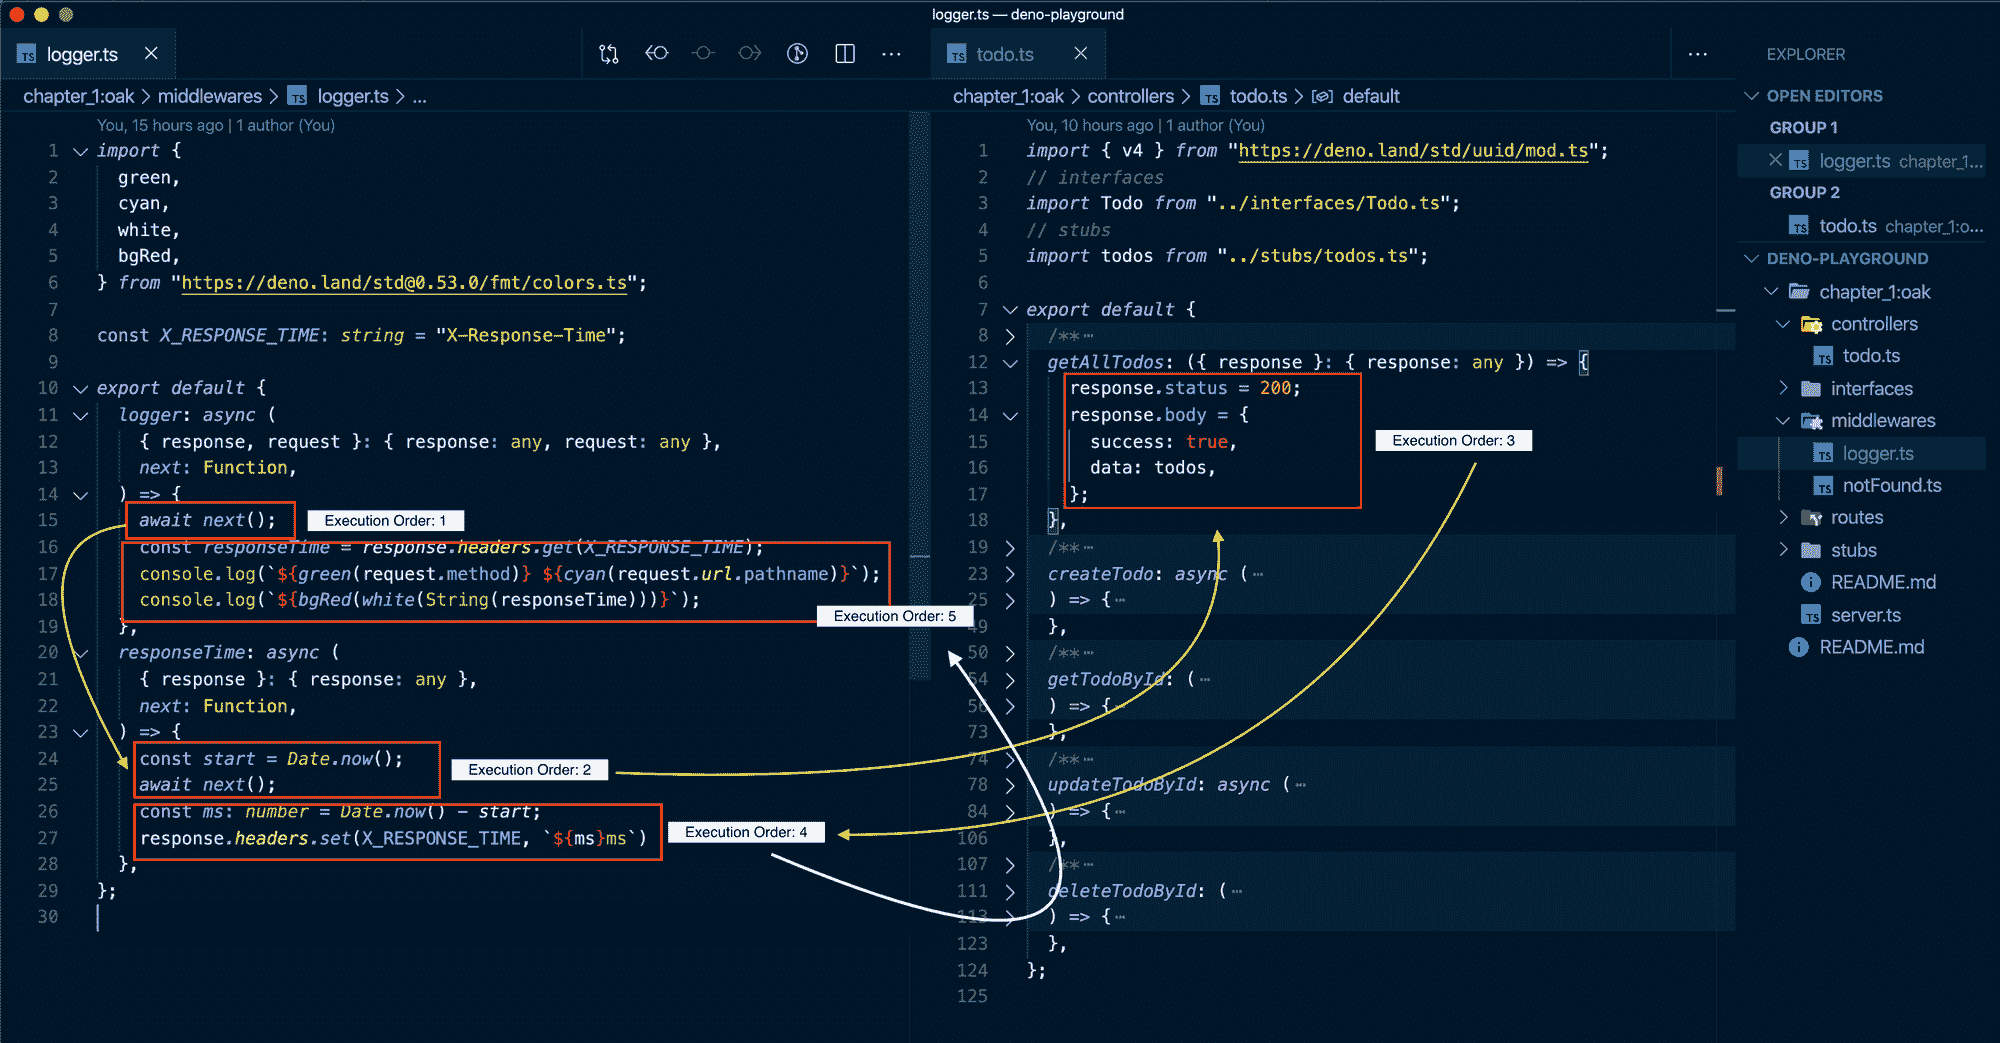 logger.ts — deno-playground
logger.ts
todo.ts
EXPLORER
chapter_1:oak > middlewares > TS logger.ts > ...
You, 15 hours ago | 1 author (You)
1 import {
2 green,
3 cyan,
4 white,
5 bgRed,
6 } from "https://deno.land/std@0.53.0/fmt/colors.ts";
7
8 const X_RESPONSE_TIME: string = "X-Response-Time";
9
10 export default {
11 logger: async (
12 { response, request }: { response: any, request: any },
13 next: Function,
14 ) => {
15 await next();
Execution Order: 1
16 const responseTime = response.headers.get(X_RESPONSE_TIME);
17 console.log(`${green(request.method)} ${cyan(request.url.pathname)}`);
18 console.log(`${bgRed(white(String(responseTime)))}`);
Execution Order: 5
19 },
20 responseTime: async (
21 { response }: { response: any },
22 next: Function,
23 ) => {
24 const start = Date.now();
25 await next();
Execution Order: 2
26 const ms: number = Date.now() - start;
27 response.headers.set(X_RESPONSE_TIME, `${ms}ms`)
Execution Order: 4
28 },
29 };
30
chapter_1:oak > controllers > TS todo.ts > default
You, 10 hours ago | 1 author (You)
1 import { v4 } from "https://deno.land/std/uuid/mod.ts";
2 // interfaces
3 import Todo from "../interfaces/Todo.ts";
4 // stubs
5 import todos from "../stubs/todos.ts";
6
7 export default {
8 /** ...
12 getAllTodos: ({ response }: { response: any }) => {
13 response.status = 200;
14 response.body = {
15 success: true,
Execution Order: 3
16 data: todos,
17 };
18 },
19 /** ...
23 createTodo: async ( ...
25 ) => { ...
49 },
50 /** ...
54 getTodoById: ( ...
56 ) => { ...
73 },
74 /** ...
78 updateTodoById: async ( ...
84 ) => { ...
106 },
107 /** ...
111 deleteTodoById: ( ...
113 ) => { ...
123 },
124 };
125
OPEN EDITORS
GROUP 1
TS logger.ts chapter_1...
GROUP 2
TS todo.ts chapter_1:o...
DENO-PLAYGROUND
chapter_1:oak
controllers
TS todo.ts
interfaces
middlewares
TS logger.ts
TS notFound.ts
routes
stubs
README.md
TS server.ts
README.md